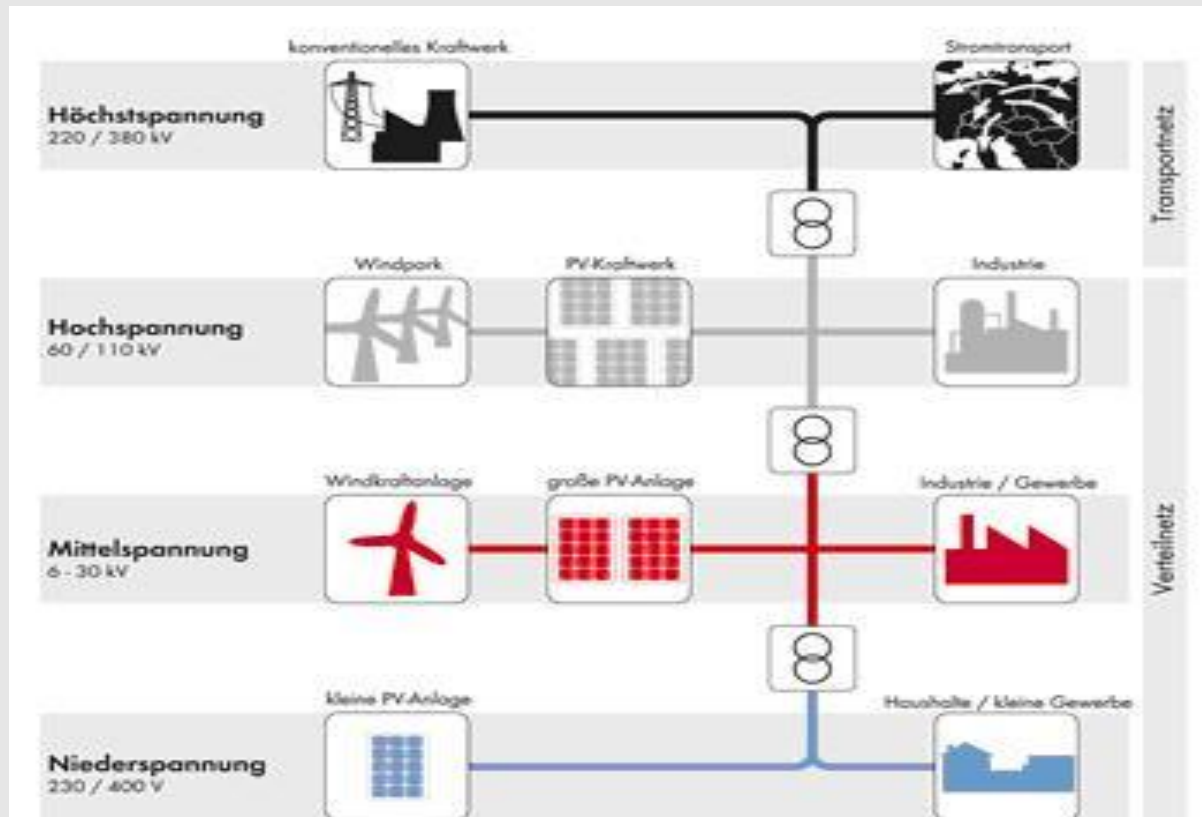 konventionelles Kraftwerk
Stromtransport
Höchstspannung
220 / 380 kV
Transportnetz
Windpark
PV-Kraftwerk
Industrie
Hochspannung
60 / 110 kV
Windkraftanlage
große PV-Anlage
Industrie / Gewerbe
Mittelspannung
6 - 30 kV
Verteilnetz
kleine PV-Anlage
Haushalte / kleine Gewerbe
Niederspannung
230 / 400 V